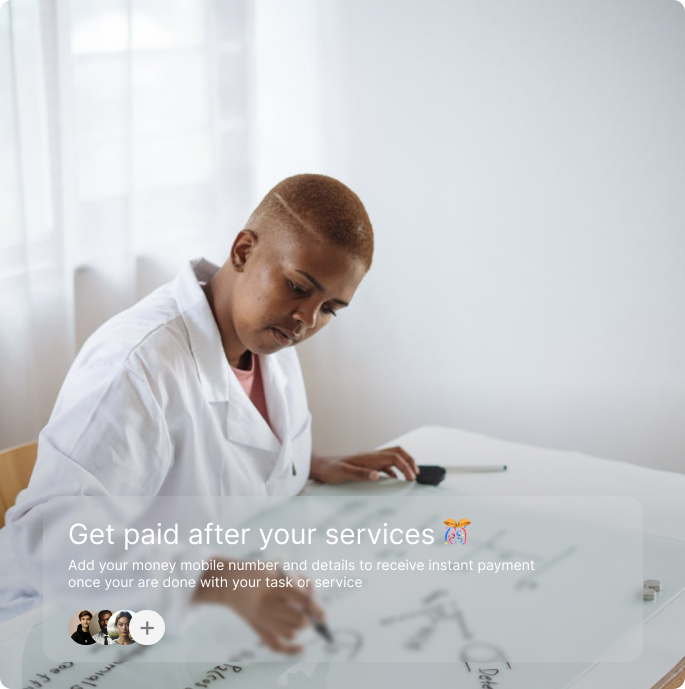 Get paid after your services 🎊
Add your money mobile number and details to receive instant payment
once your are done with your task or service
+